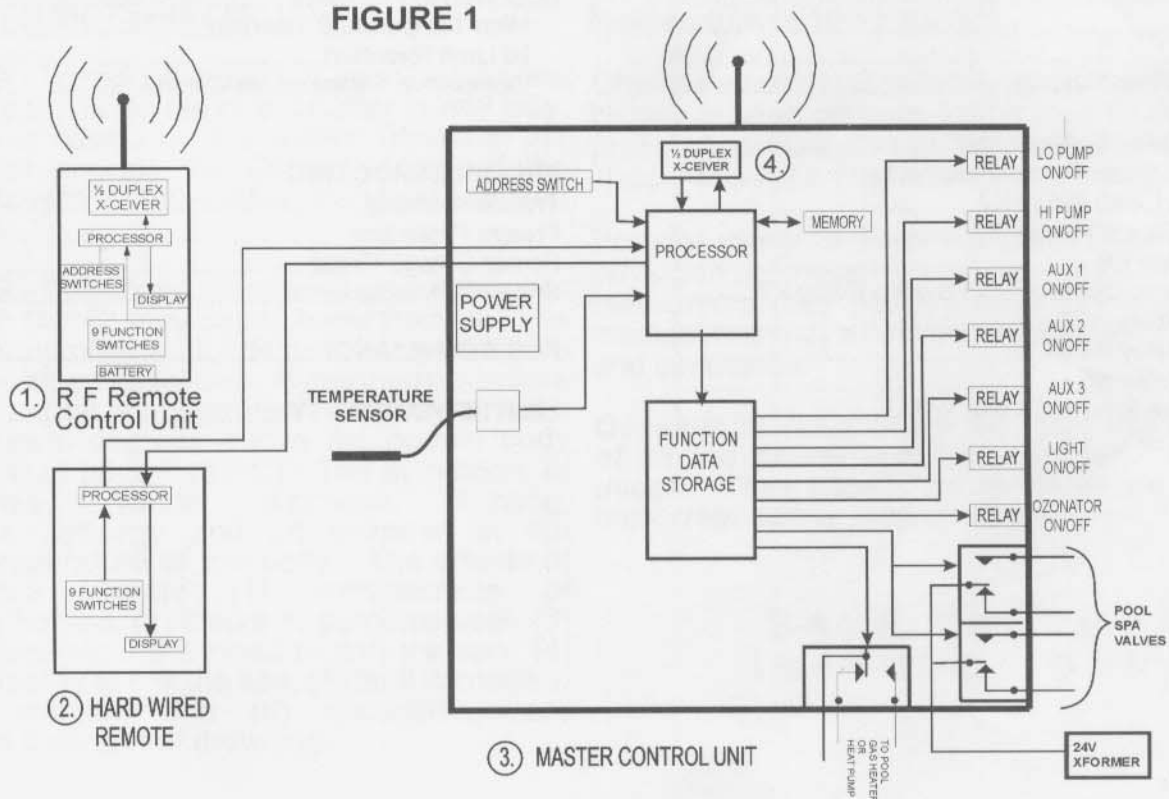 FIGURE 1
½ DUPLEX
X-CEIVER
PROCESSOR
ADDRESS
SWITCHES
DISPLAY
9 FUNCTION
SWITCHES
BATTERY
1. R F Remote
Control Unit
PROCESSOR
9 FUNCTION
SWITCHES
DISPLAY
2. HARD WIRED
REMOTE
½ DUPLEX
X-CEIVER
4.
ADDRESS SWITCH
PROCESSOR
MEMORY
POWER
SUPPLY
TEMPERATURE
SENSOR
FUNCTION
DATA
STORAGE
RELAY
LO PUMP
ON/OFF
RELAY
HI PUMP
ON/OFF
RELAY
AUX 1
ON/OFF
RELAY
AUX 2
ON/OFF
RELAY
AUX 3
ON/OFF
RELAY
LIGHT
ON/OFF
RELAY
OZONATOR
ON/OFF
POOL
SPA
VALVES
3. MASTER CONTROL UNIT
TO POOL
GAS HEATER
OR
HEAT PUMP
24V
XFORMER